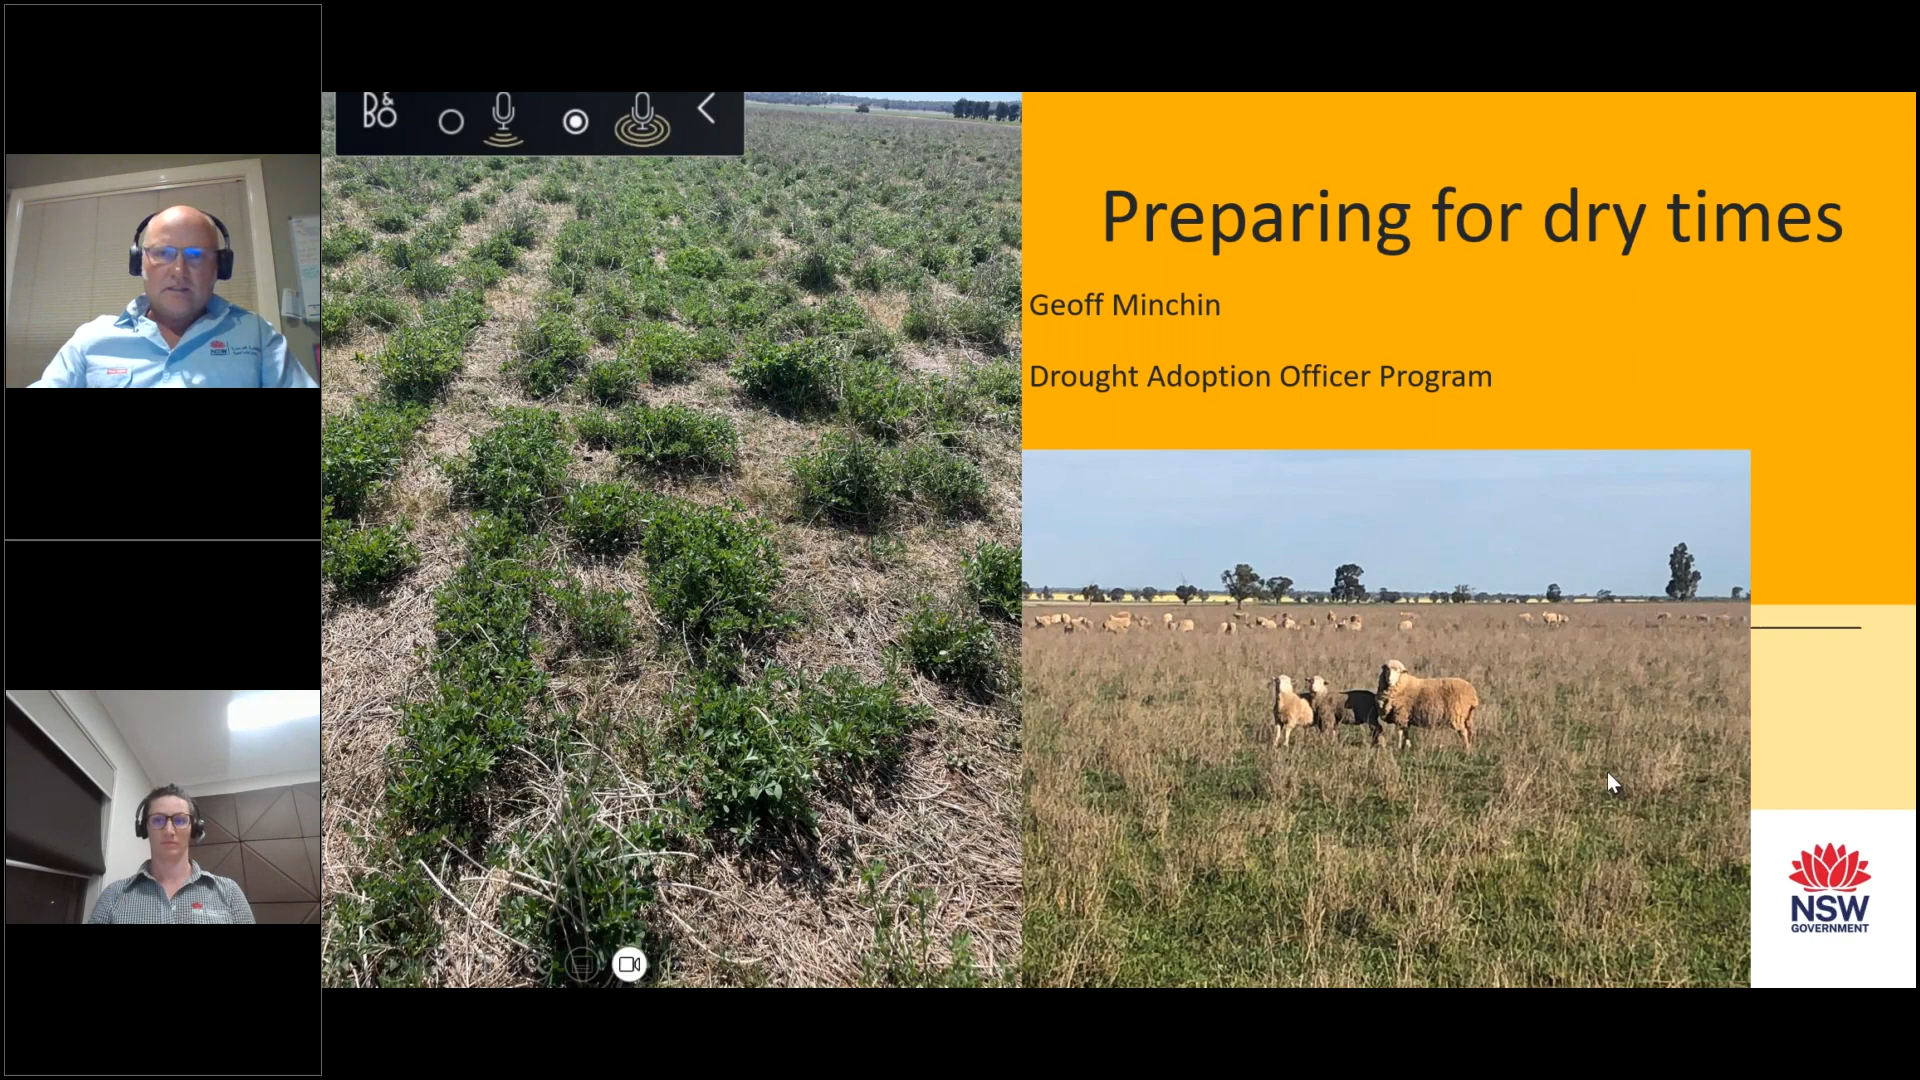 B&O
Preparing for dry times
Geoff Minchin
Drought Adoption Officer Program
NSW
GOVERNMENT